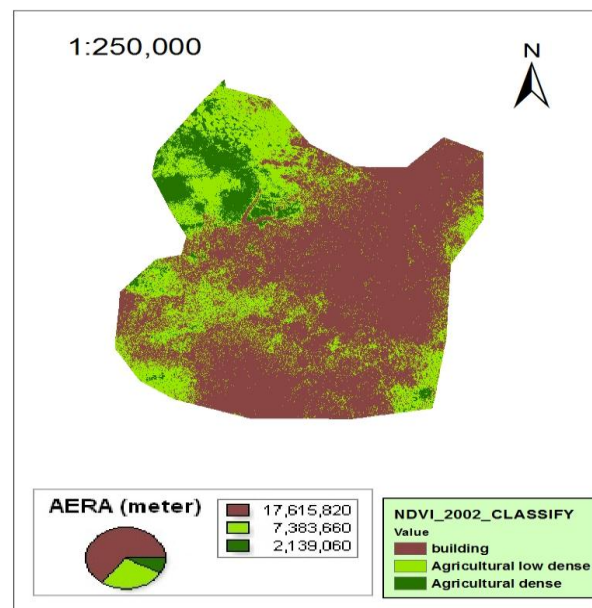 1:250,000
N
AERA (meter)
17,615,820
7,383,660
2,139,060
NDVI_2002_CLASSIFY
Value
building
Agricultural low dense
Agricultural dense